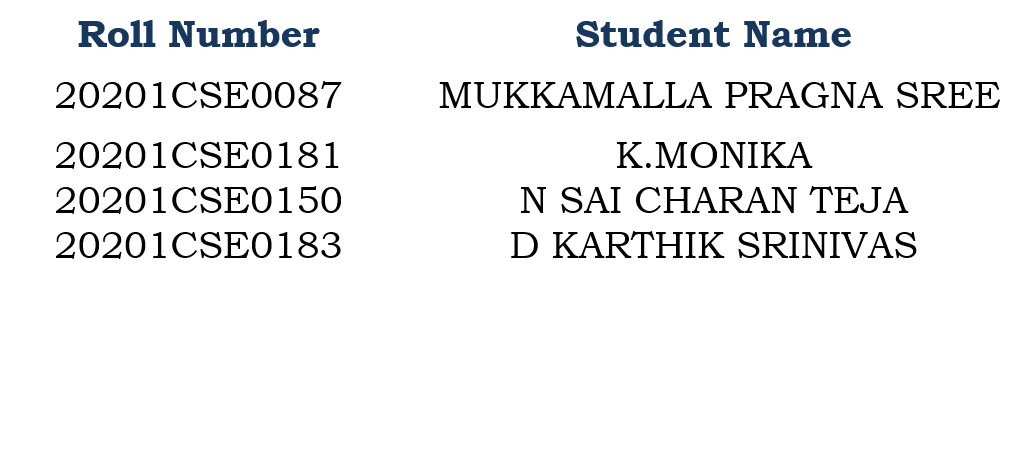 Roll Number Student Name
20201CSE0087 MUKKAMALLA PRAGNA SREE
20201CSE0181 K.MONIKA
20201CSE0150 N SAI CHARAN TEJA
20201CSE0183 D KARTHIK SRINIVAS